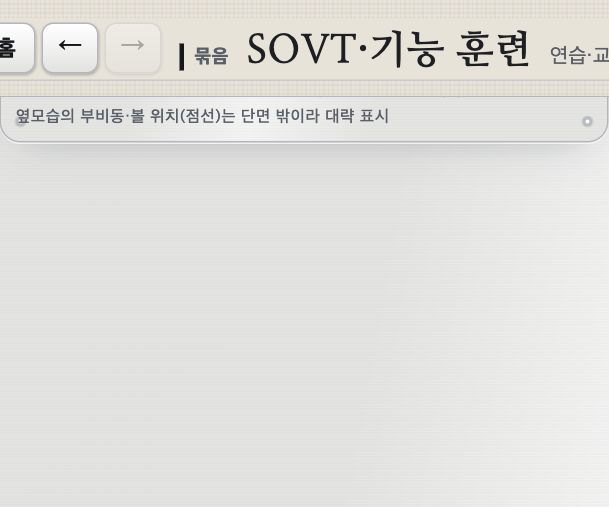 홈 ← → 묶음 SOVT·기능 훈련 연습·교
옆모습의 부비동·볼 위치(점선)는 단면 밖이라 대략 표시